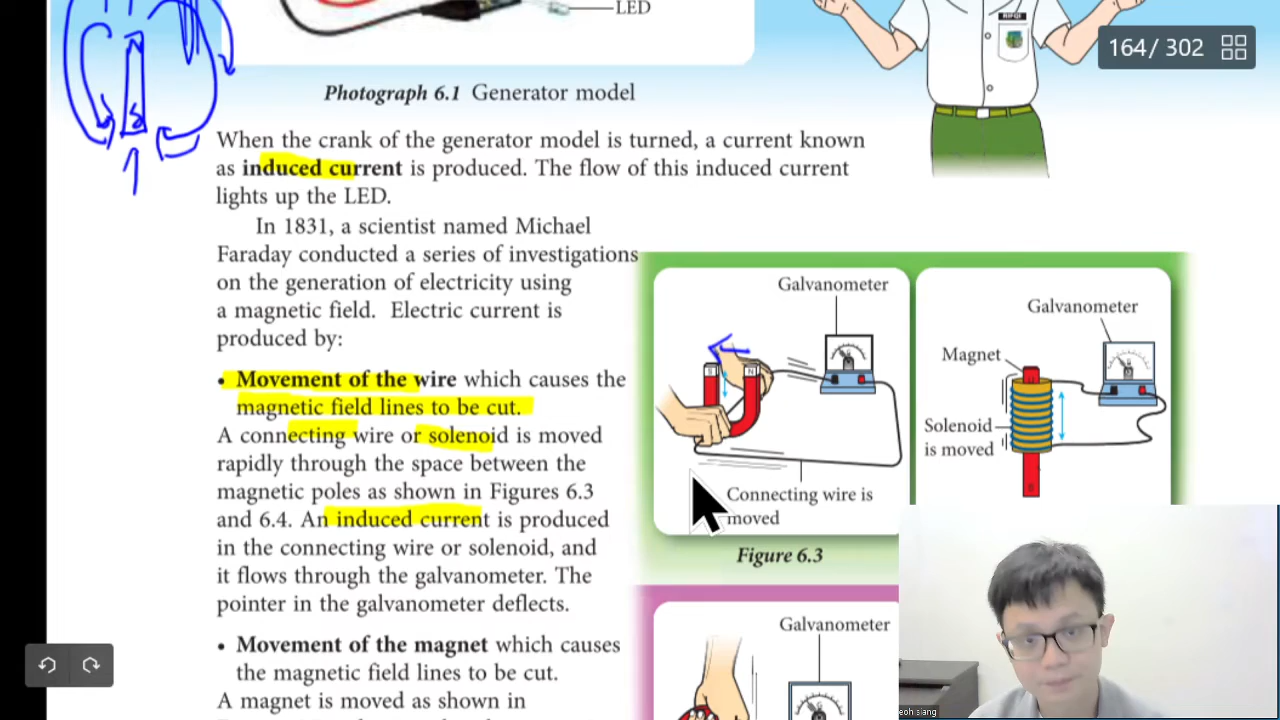 LED
RIFQI
164/ 302
Photograph 6.1 Generator model
When the crank of the generator model is turned, a current known
as induced current is produced. The flow of this induced current
lights up the LED.
In 1831, a scientist named Michael
Faraday conducted a series of investigations
on the generation of electricity using
a magnetic field. Electric current is
produced by:
• Movement of the wire which causes the
magnetic field lines to be cut.
A connecting wire or solenoid is moved
rapidly through the space between the
magnetic poles as shown in Figures 6.3
and 6.4. An induced current is produced
in the connecting wire or solenoid, and
it flows through the galvanometer. The
pointer in the galvanometer deflects.
• Movement of the magnet which causes
the magnetic field lines to be cut.
A magnet is moved as shown in
Galvanometer
S
N
Connecting wire is
moved
Figure 6.3
Galvanometer
Magnet
Solenoid
is moved
Galvanometer
eoh siang